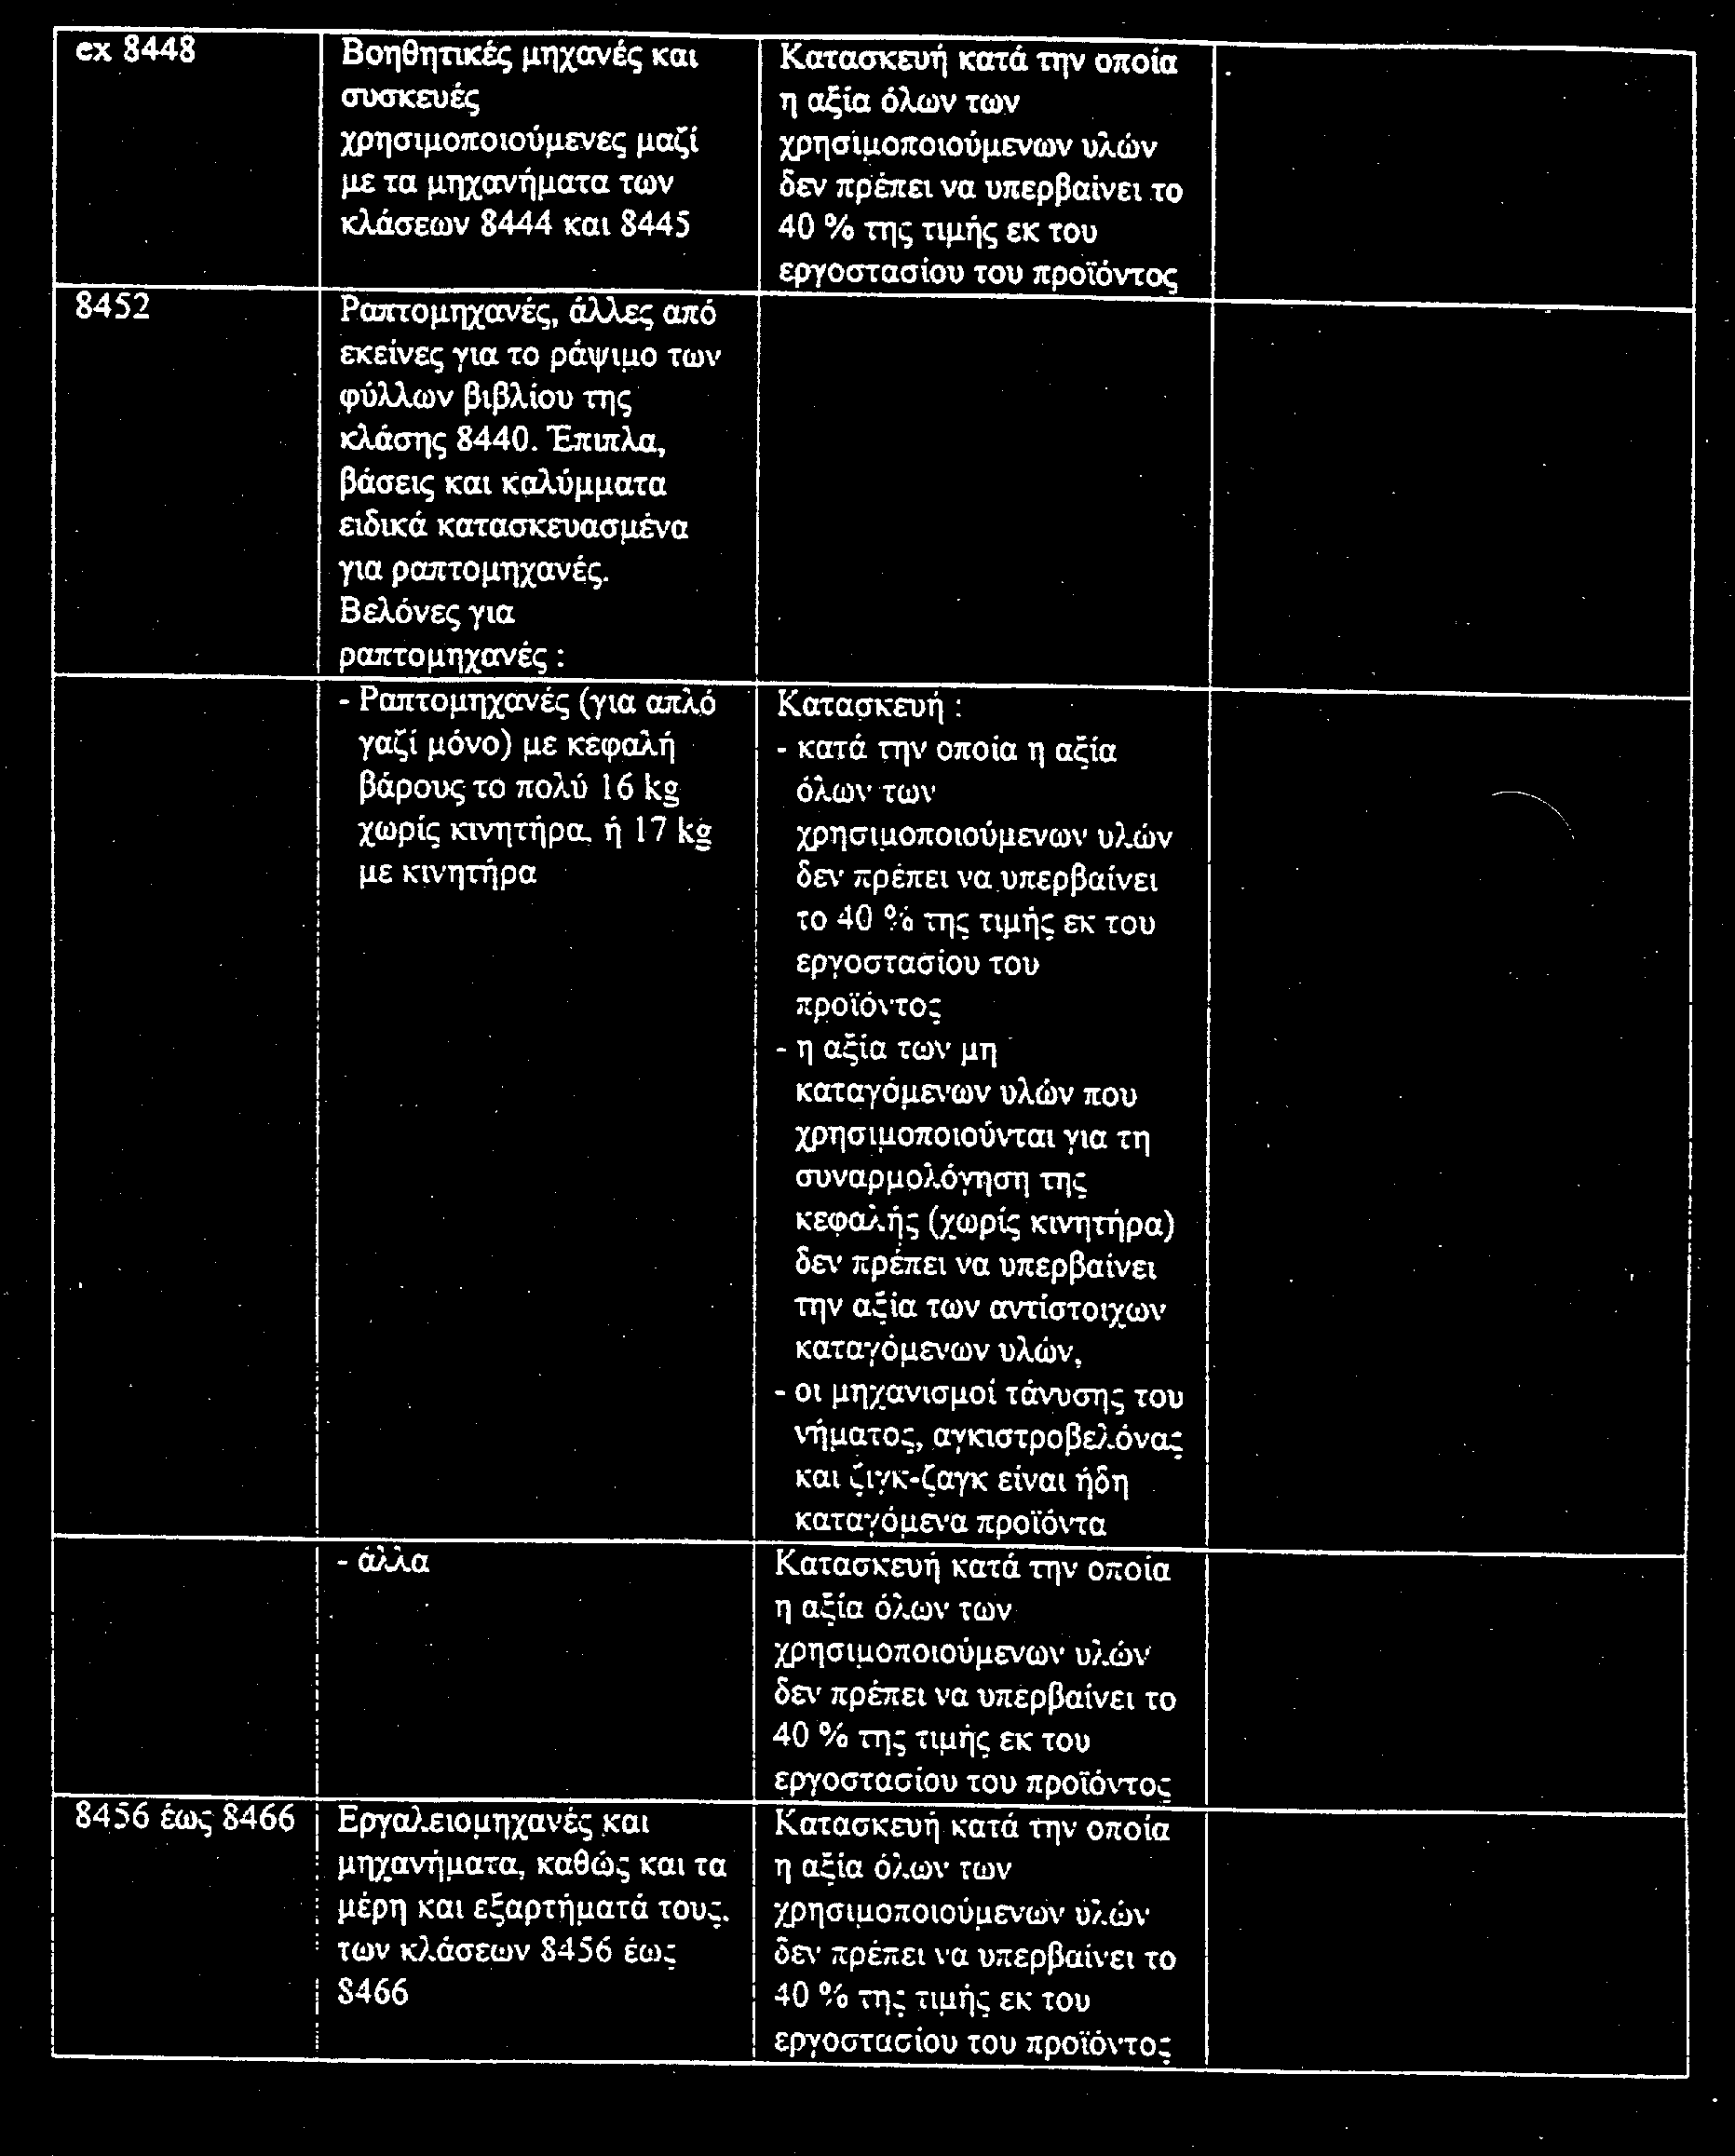 ex 8448
Βοηθητικές μηχανές και
συσκευές
χρησιμοποιούμενες μαζί
με τα μηχανήματα των
κλάσεων 8444 και 8445
Κατασκευή κατά την οποία
η αξία όλων των
χρησιμοποιούμενων υλών
δεν πρέπει να υπερβαίνει το
40 % της τιμής εκ του
εργοστασίου του προϊόντος
8452
Ραπτομηχανές, άλλες από
εκείνες για το ράψιμο των
φύλλων βιβλίου της
κλάσης 8440. Έπιπλα,
βάσεις και καλύμματα
ειδικά κατασκευασμένα
για ραπτομηχανές.
Βελόνες για
ραπτομηχανές :
- Ραπτομηχανές (για απλό
γαζί μόνο) με κεφαλή
βάρους το πολύ 16 kg
χωρίς κινητήρα, ή 17 kg
με κινητήρα
Κατασκευή :
- κατά την οποία η αξία
όλων των
χρησιμοποιούμενων υλών
δεν πρέπει να υπερβαίνει
το 40 % της τιμής εκ του
εργοστασίου του
προϊόντος
- η αξία των μη
καταγόμενων υλών που
χρησιμοποιούνται για τη
συναρμολόγηση της
κεφαλής (χωρίς κινητήρα)
δεν πρέπει να υπερβαίνει
την αξία των αντίστοιχων
καταγόμενων υλών,
- οι μηχανισμοί τάνυσης του
νήματος, αγκιστροβελόνας
και ζιγκ-ζαγκ είναι ήδη
καταγόμενα προϊόντα
- άλλα
Κατασκευή κατά την οποία
η αξία όλων των
χρησιμοποιούμενων υλών
δεν πρέπει να υπερβαίνει το
40 % της τιμής εκ του
εργοστασίου του προϊόντος
8456 έως 8466
Εργαλειομηχανές και
μηχανήματα, καθώς και τα
μέρη και εξαρτήματά τους,
των κλάσεων 8456 έως
8466
Κατασκευή κατά την οποία
η αξία όλων των
χρησιμοποιούμενων υλών
δεν πρέπει να υπερβαίνει το
40 % της τιμής εκ του
εργοστασίου του προϊόντος